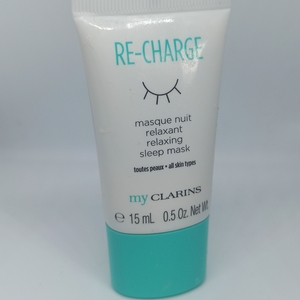 RE-CHARGE
masque nuit
relaxant
relaxing
sleep mask
toutes peaux • all skin types
my CLARINS
℮ 15 mL 0.5 Oz. Net Wt.